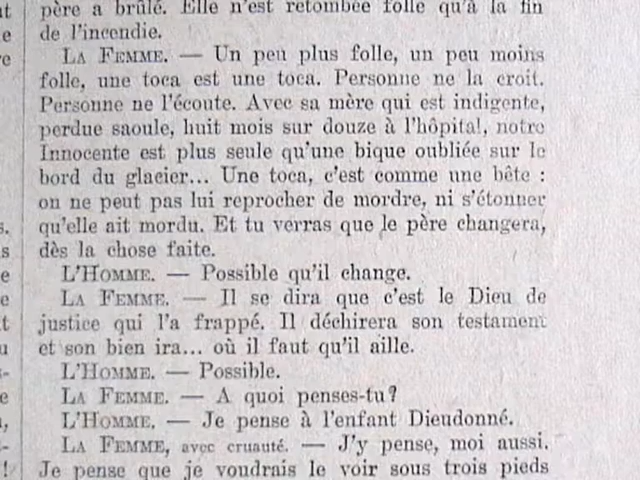 père a brûlé. Elle n'est retombée folle qu'à la fin
de l'incendie.
LA FEMME. — Un peu plus folle, un peu moins
folle, une toca est une toca. Personne ne la croit.
Personne ne l'écoute. Avec sa mère qui est indigente,
perdue saoule, huit mois sur douze à l'hôpital, notre
Innocente est plus seule qu'une bique oubliée sur le
bord du glacier... Une toca, c'est comme une bête :
on ne peut pas lui reprocher de mordre, ni s'étonner
qu'elle ait mordu. Et tu verras que le père changera,
dès la chose faite.
L'HOMME. — Possible qu'il change.
LA FEMME. — Il se dira que c'est le Dieu de
justice qui l'a frappé. Il déchirera son testament
et son bien ira... où il faut qu'il aille.
L'HOMME. — Possible.
LA FEMME. — A quoi penses-tu?
L'HOMME. — Je pense à l'enfant Dieudonné.
LA FEMME, avec cruauté. — J'y pense, moi aussi.
Je pense que je voudrais le voir sous trois pieds